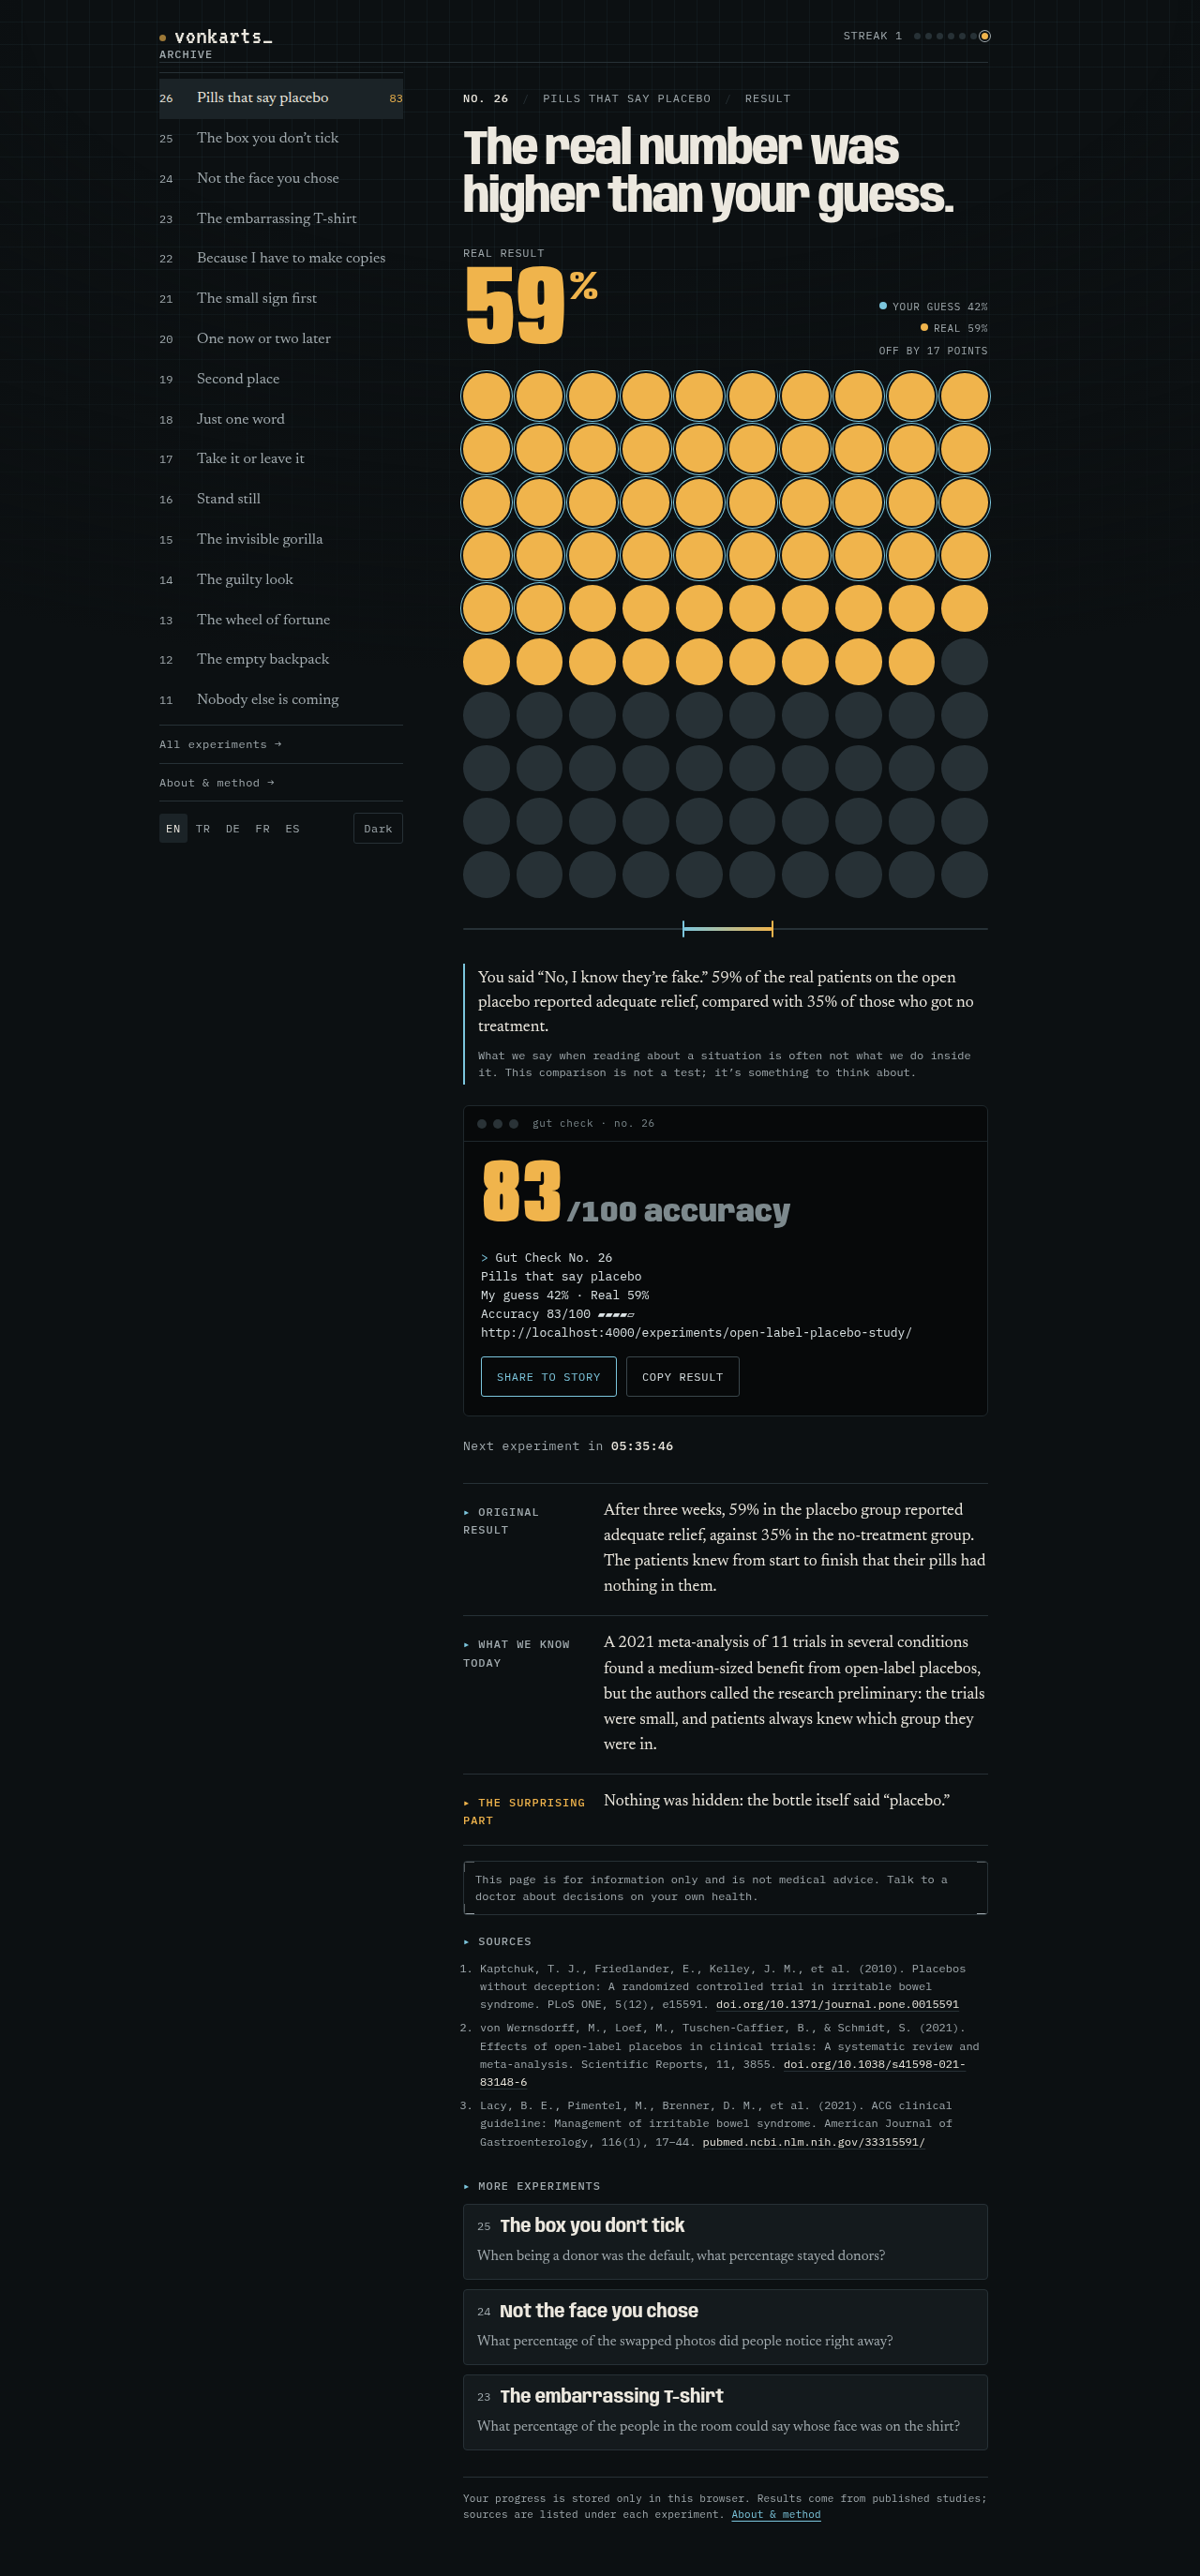 vonkarts_
STREAK 1
ARCHIVE
26 Pills that say placebo 83
25 The box you don’t tick
24 Not the face you chose
23 The embarrassing T-shirt
22 Because I have to make copies
21 The small sign first
20 One now or two later
19 Second place
18 Just one word
17 Take it or leave it
16 Stand still
15 The invisible gorilla
14 The guilty look
13 The wheel of fortune
12 The empty backpack
11 Nobody else is coming
All experiments →
About & method →
EN TR DE FR ES Dark
NO. 26 / PILLS THAT SAY PLACEBO / RESULT
The real number was
higher than your guess.
REAL RESULT
59%
YOUR GUESS 42%
REAL 59%
OFF BY 17 POINTS
You said “No, I know they’re fake.” 59% of the real patients on the open
placebo reported adequate relief, compared with 35% of those who got no
treatment.
What we say when reading about a situation is often not what we do inside
it. This comparison is not a test; it’s something to think about.
gut check · no. 26
83/100 accuracy
> Gut Check No. 26
Pills that say placebo
My guess 42% · Real 59%
Accuracy 83/100 ▰▰▰▰▱
http://localhost:4000/experiments/open-label-placebo-study/
SHARE TO STORY COPY RESULT
Next experiment in 05:35:46
▸ ORIGINAL
RESULT
After three weeks, 59% in the placebo group reported
adequate relief, against 35% in the no-treatment group.
The patients knew from start to finish that their pills had
nothing in them.
▸ WHAT WE KNOW
TODAY
A 2021 meta-analysis of 11 trials in several conditions
found a medium-sized benefit from open-label placebos,
but the authors called the research preliminary: the trials
were small, and patients always knew which group they
were in.
▸ THE SURPRISING
PART
Nothing was hidden: the bottle itself said “placebo.”
This page is for information only and is not medical advice. Talk to a
doctor about decisions on your own health.
▸ SOURCES
1. Kaptchuk, T. J., Friedlander, E., Kelley, J. M., et al. (2010). Placebos
without deception: A randomized controlled trial in irritable bowel
syndrome. PLoS ONE, 5(12), e15591. doi.org/10.1371/journal.pone.0015591
2. von Wernsdorff, M., Loef, M., Tuschen-Caffier, B., & Schmidt, S. (2021).
Effects of open-label placebos in clinical trials: A systematic review and
meta-analysis. Scientific Reports, 11, 3855. doi.org/10.1038/s41598-021-
83148-6
3. Lacy, B. E., Pimentel, M., Brenner, D. M., et al. (2021). ACG clinical
guideline: Management of irritable bowel syndrome. American Journal of
Gastroenterology, 116(1), 17–44. pubmed.ncbi.nlm.nih.gov/33315591/
▸ MORE EXPERIMENTS
25 The box you don’t tick
When being a donor was the default, what percentage stayed donors?
24 Not the face you chose
What percentage of the swapped photos did people notice right away?
23 The embarrassing T-shirt
What percentage of the people in the room could say whose face was on the shirt?
Your progress is stored only in this browser. Results come from published studies;
sources are listed under each experiment. About & method